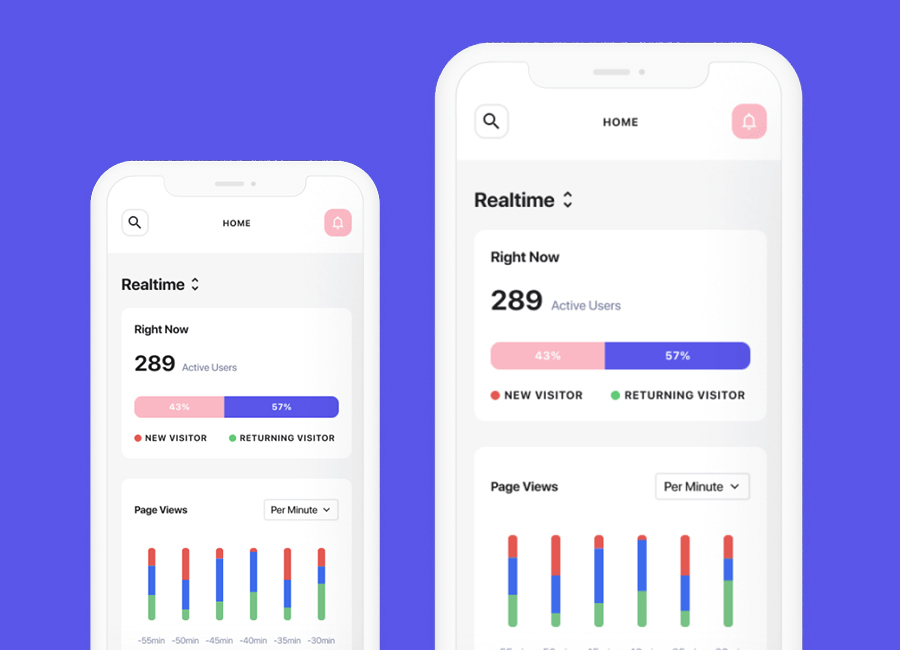 HOME
Realtime
Right Now
289 Active Users
43% 57%
NEW VISITOR RETURNING VISITOR
Page Views Per Minute
-55min -50min -45min -40min -35min -30min
HOME
Realtime
Right Now
289 Active Users
43% 57%
NEW VISITOR RETURNING VISITOR
Page Views Per Minute